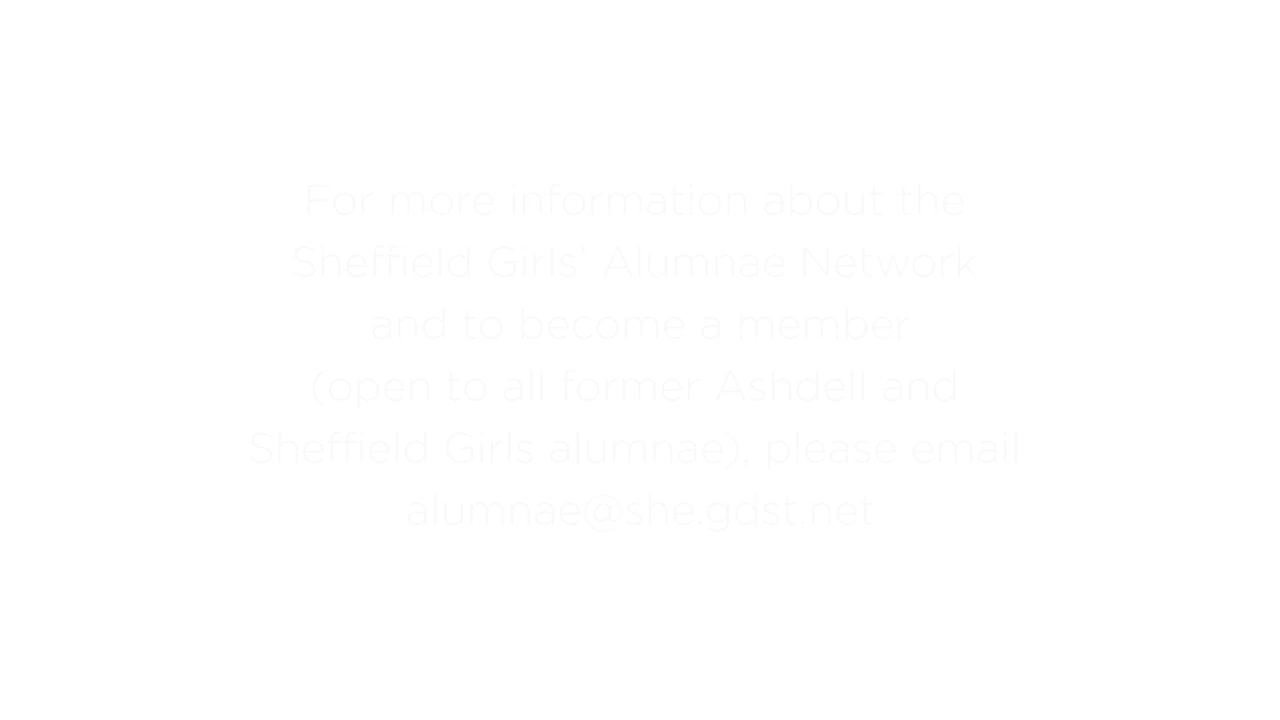 For more information about the
Sheffield Girls' Alumnae Network
and to become a member
(open to all former Ashdell and
Sheffield Girls alumnae), please email
alumnae@she.gdst.net